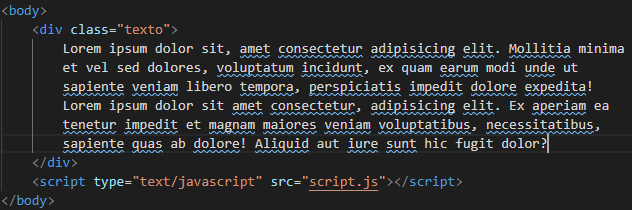 <body>
<div class="texto">
Lorem ipsum dolor sit, amet consectetur adipisicing elit. Mollitia minima
et vel sed dolores, voluptatum incidunt, ex quam earum modi unde ut
sapiente veniam libero tempora, perspiciatis impedit dolore expedita!
Lorem ipsum dolor sit amet consectetur, adipisicing elit. Ex aperiam ea
tenetur impedit et magnam maiores veniam voluptatibus, necessitatibus,
sapiente quas ab dolore! Aliquid aut iure sunt hic fugit dolor?
</div>
<script type="text/javascript" src="script.js"></script>
</body>